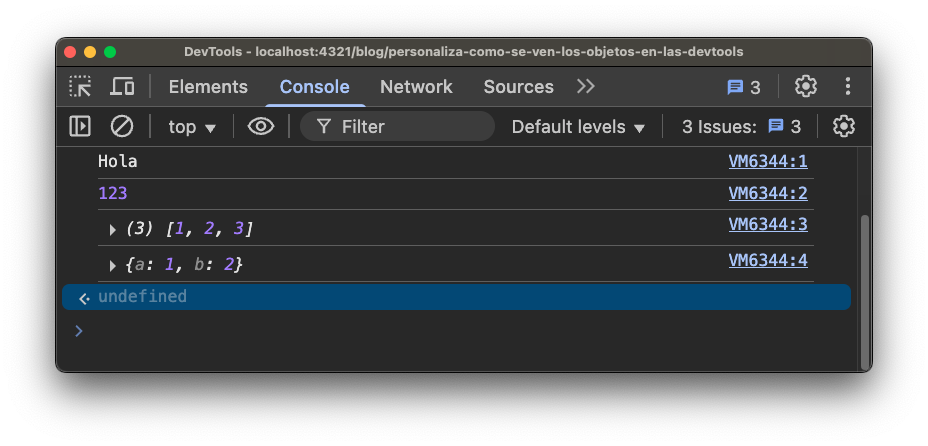 DevTools - localhost:4321/blog/personaliza-como-se-ven-los-objetos-en-las-devtools
Elements Console Network Sources 3
top Filter Default levels 3 Issues: 3
Hola VM6344:1
123 VM6344:2
(3) [1, 2, 3] VM6344:3
{a: 1, b: 2} VM6344:4
undefined